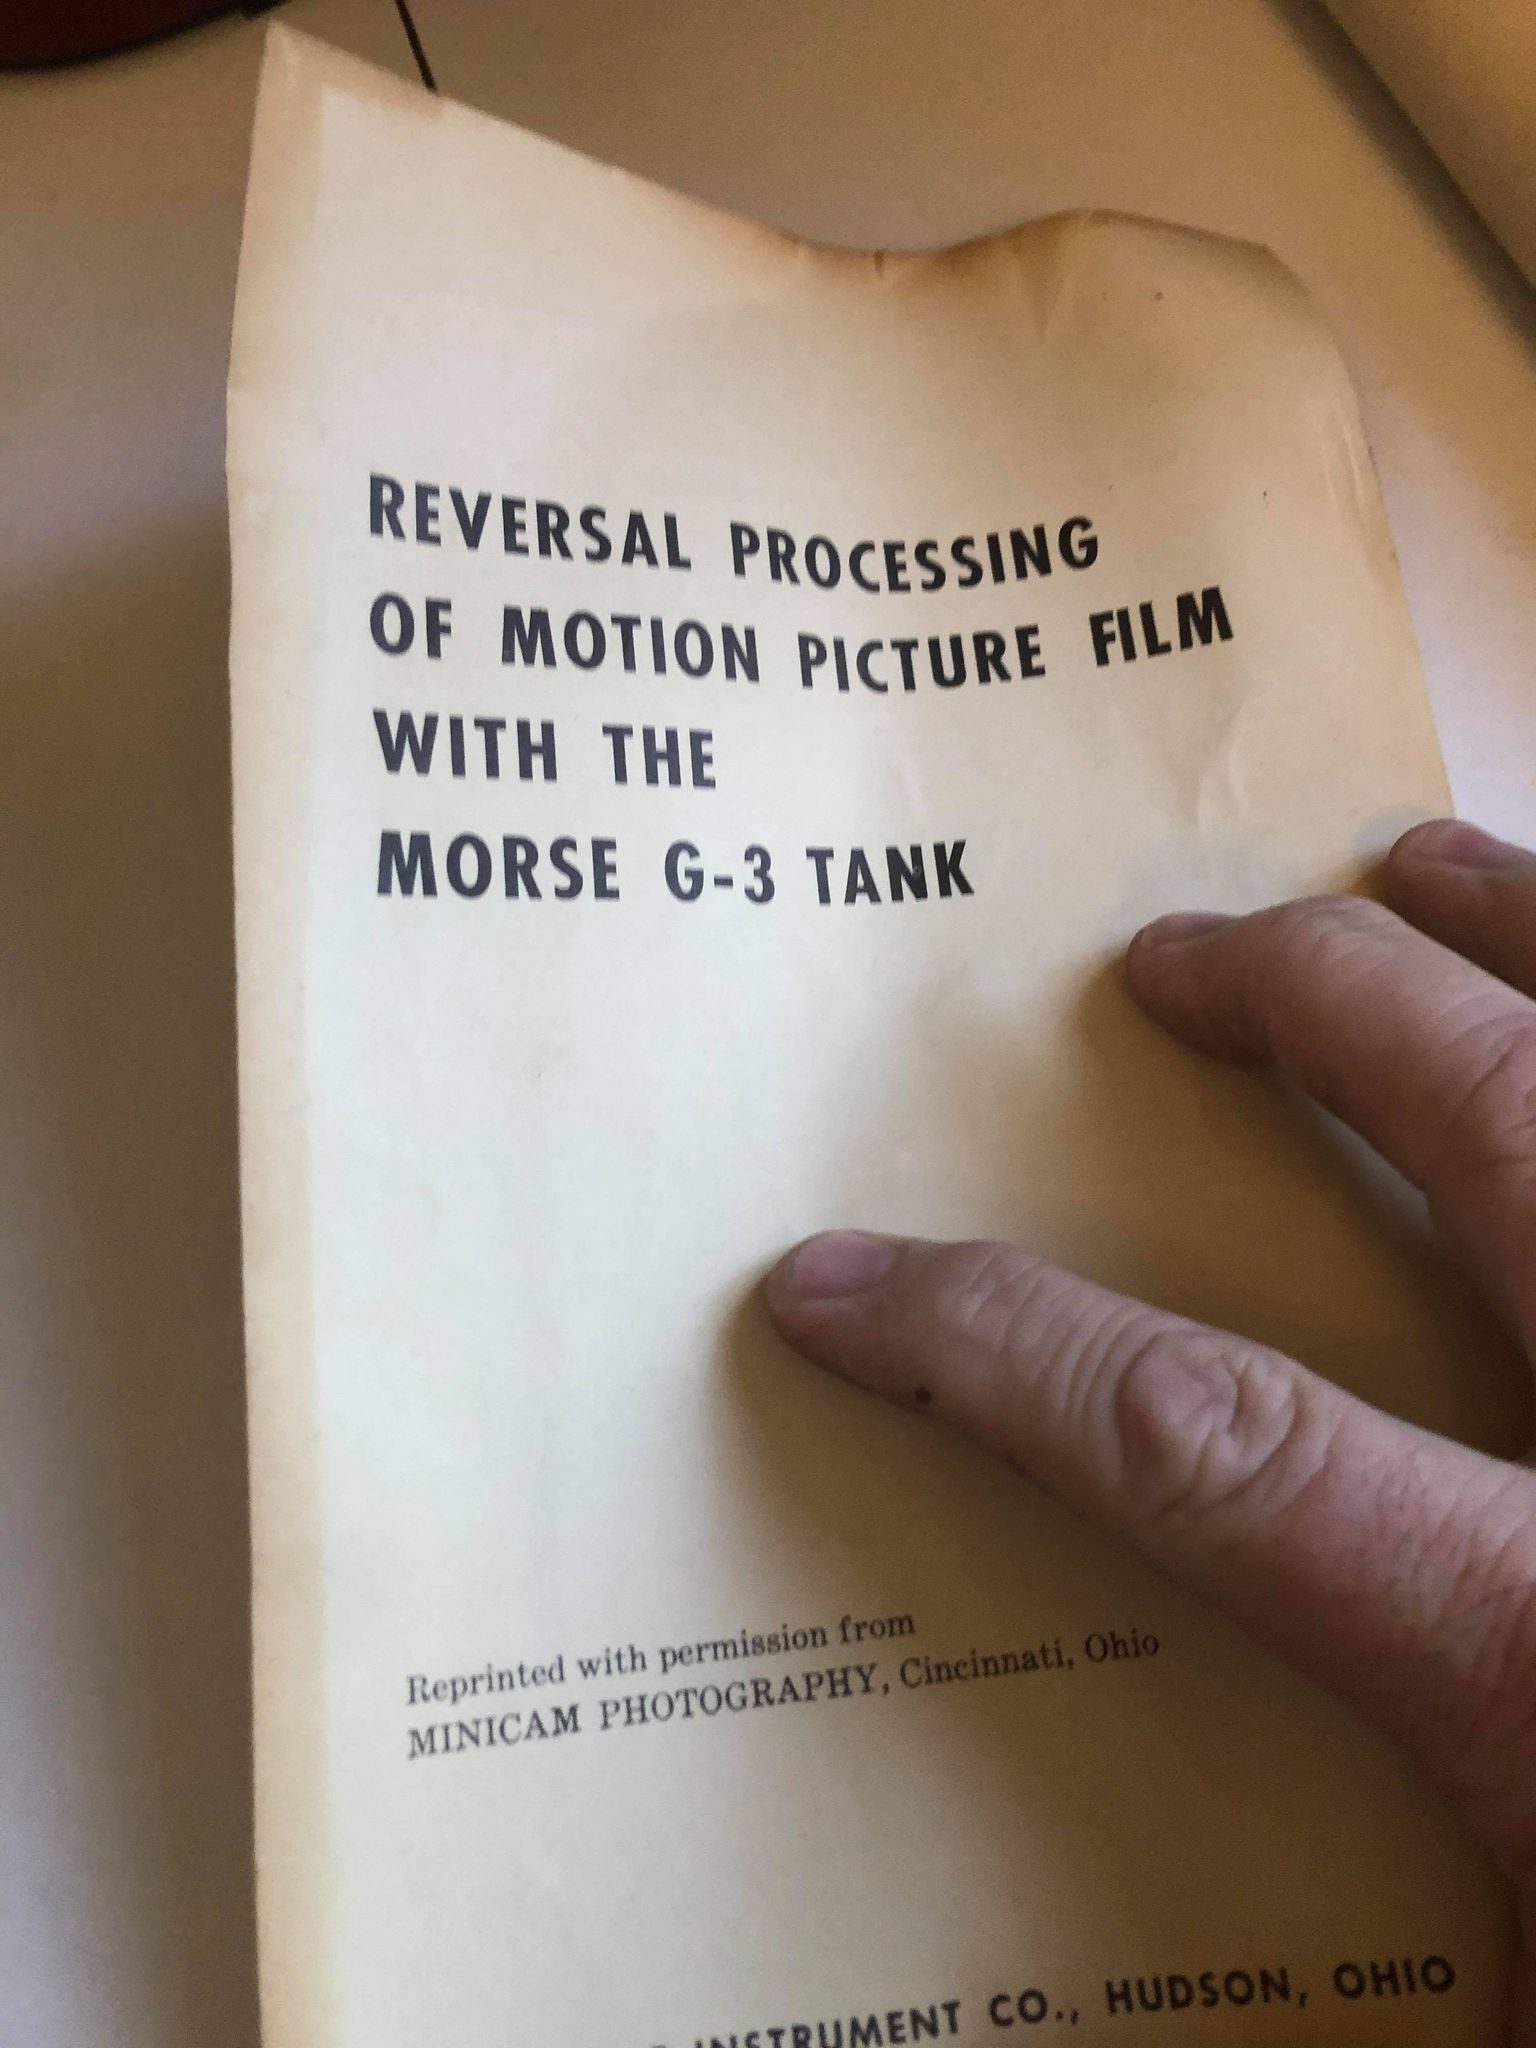 REVERSAL PROCESSING
OF MOTION PICTURE FILM
WITH THE
MORSE G-3 TANK
Reprinted with permission from
MINICAM PHOTOGRAPHY, Cincinnati, Ohio
INSTRUMENT CO., HUDSON, OHIO